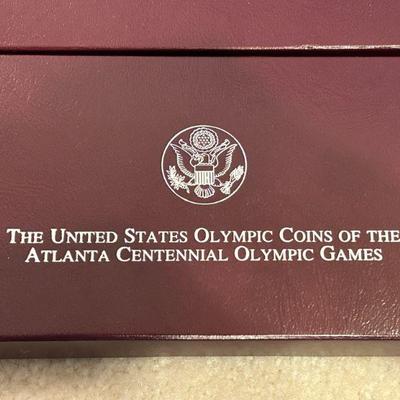 THE UNITED STATES OLYMPIC COINS OF THE
ATLANTA CENTENNIAL OLYMPIC GAMES